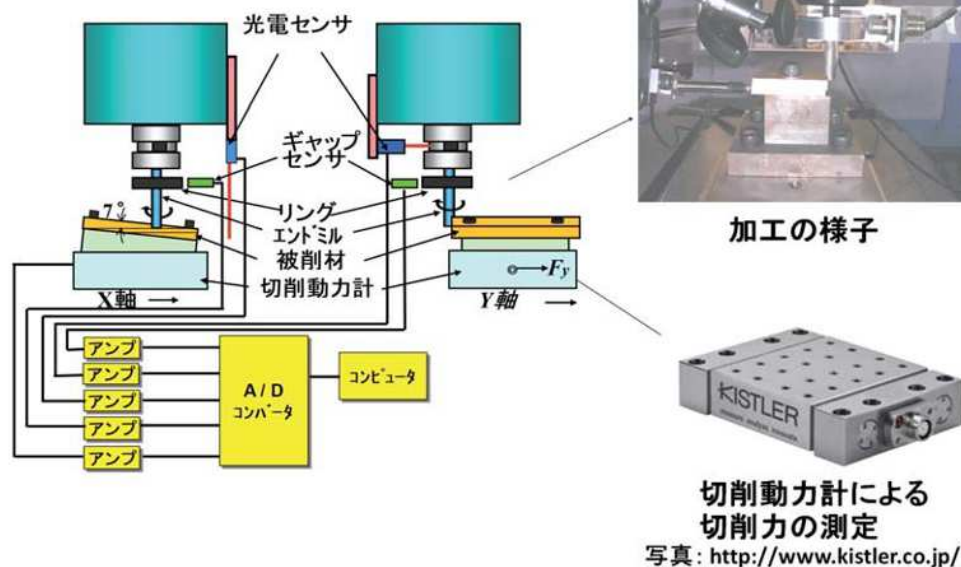 光電センサ
ギャップ
センサ
リング
エンドミル
被削材
切削動力計
7°
X軸
Fy
Y軸
アンプ
アンプ
アンプ
アンプ
アンプ
A / D
コンバータ
コンピュータ
加工の様子
KISTLER
measure. analyze. innovate.
切削動力計による
切削力の測定
写真: http://www.kistler.co.jp/